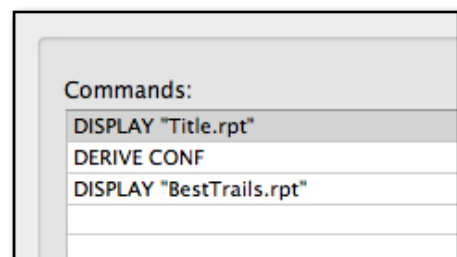 Commands:
DISPLAY "Title.rpt"
DERIVE CONF
DISPLAY "BestTrails.rpt"